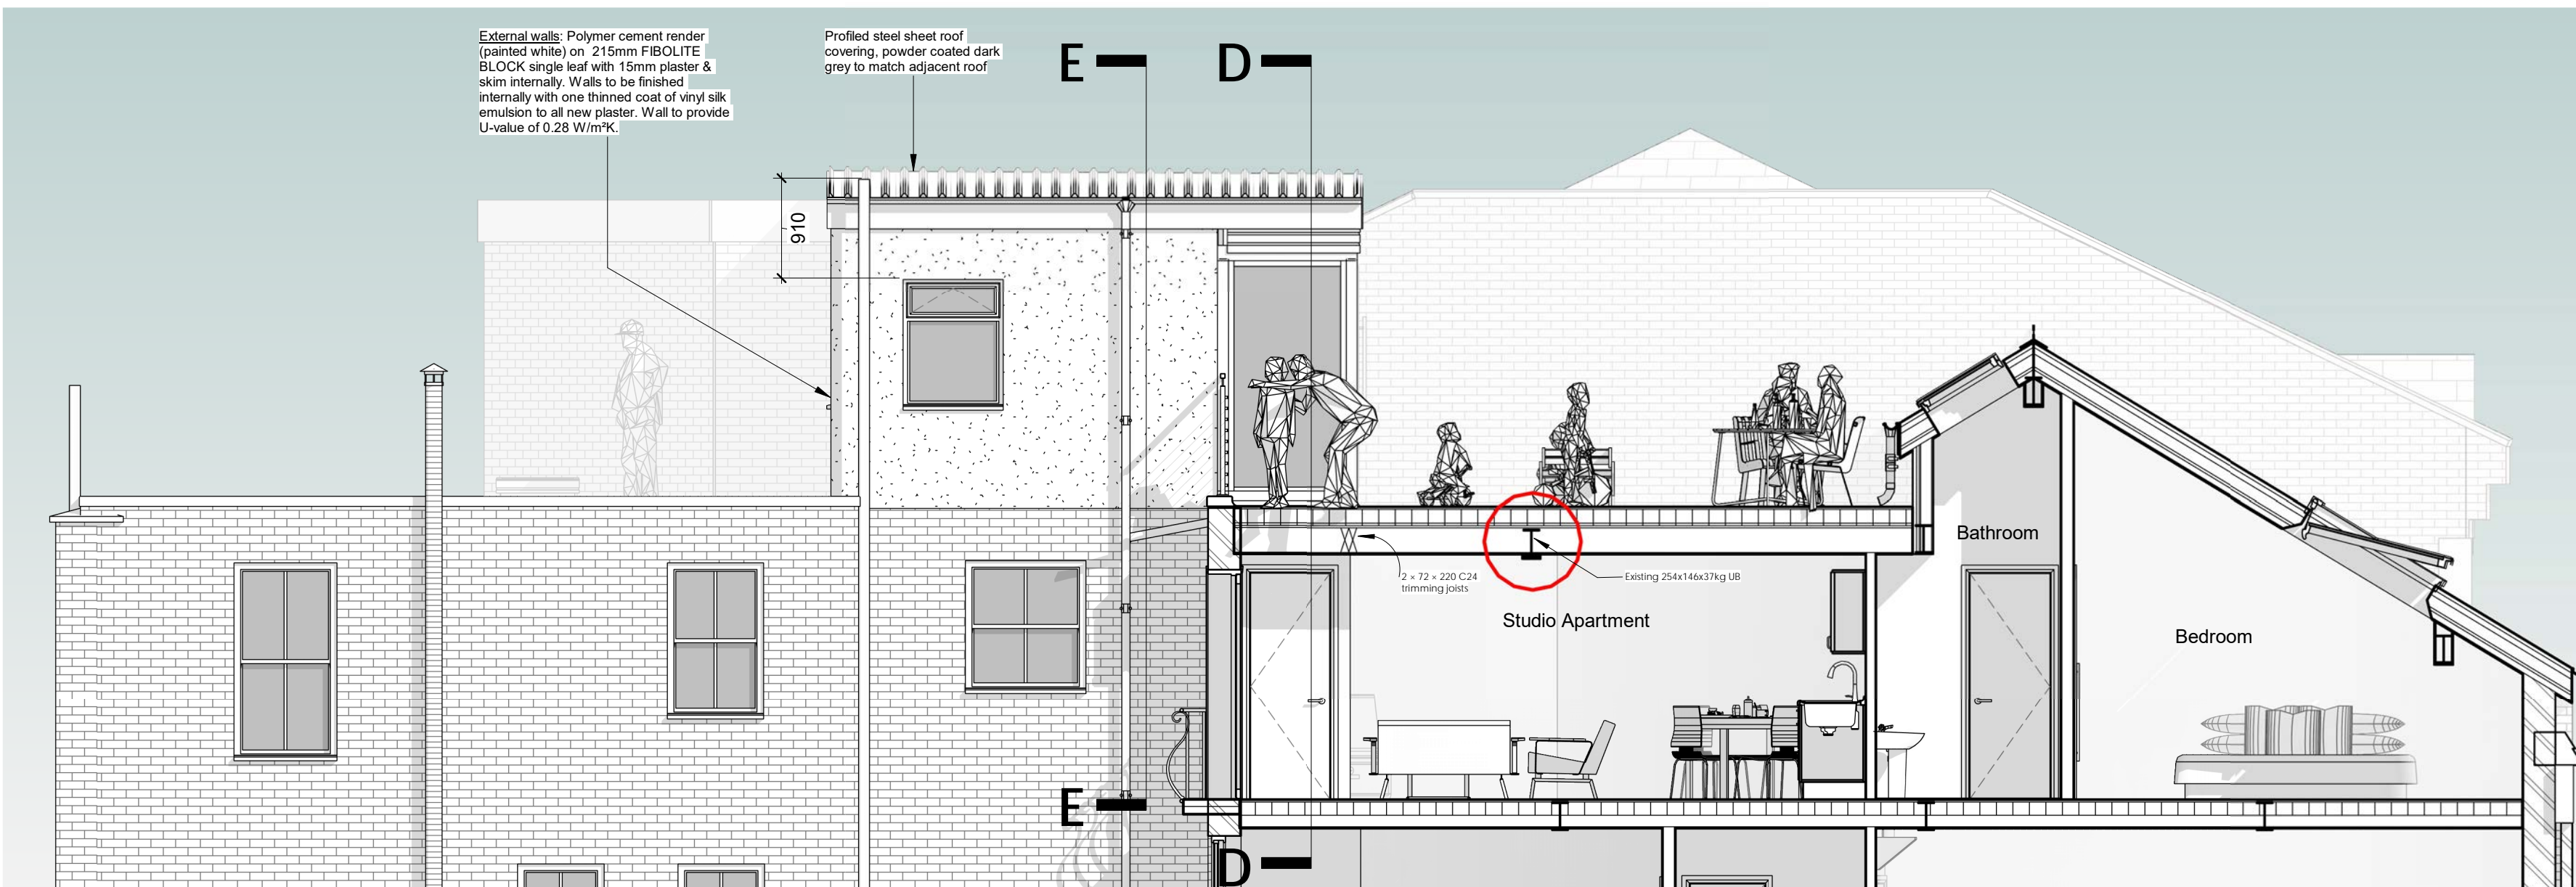 External walls: Polymer cement render
(painted white) on 215mm FIBOLITE
BLOCK single leaf with 15mm plaster &
skim internally. Walls to be finished
internally with one thinned coat of vinyl silk
emulsion to all new plaster. Wall to provide
U-value of 0.28 W/m²K.
Profiled steel sheet roof
covering, powder coated dark
grey to match adjacent roof
E
D
910
Bathroom
2 × 72 × 220 C24
trimming joists
Existing 254x146x37kg UB
Studio Apartment
Bedroom
E
D